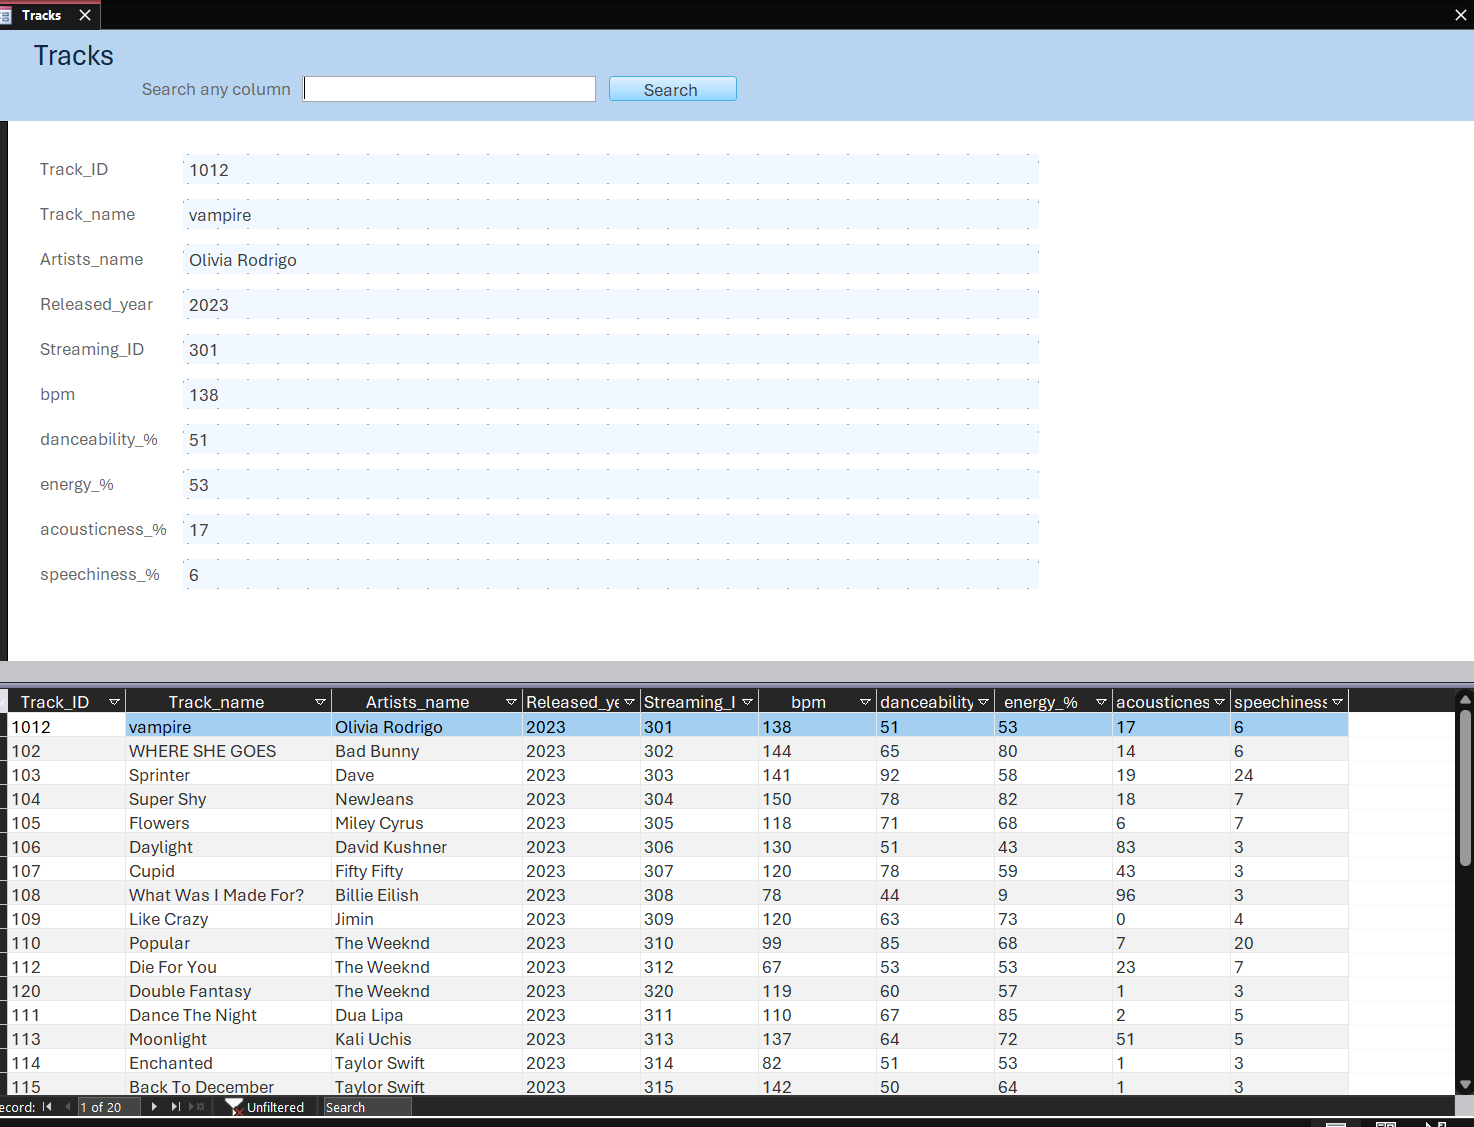 Tracks
Tracks
Search any column Search
Track_ID 1012
Track_name vampire
Artists_name Olivia Rodrigo
Released_year 2023
Streaming_ID 301
bpm 138
danceability_% 51
energy_% 53
acousticness_% 17
speechiness_% 6
Track_ID Track_name Artists_name Released_ye Streaming_I bpm danceability energy_% acousticnes speechiness
1012 vampire Olivia Rodrigo 2023 301 138 51 53 17 6
102 WHERE SHE GOES Bad Bunny 2023 302 144 65 80 14 6
103 Sprinter Dave 2023 303 141 92 58 19 24
104 Super Shy NewJeans 2023 304 150 78 82 18 7
105 Flowers Miley Cyrus 2023 305 118 71 68 6 7
106 Daylight David Kushner 2023 306 130 51 43 83 3
107 Cupid Fifty Fifty 2023 307 120 78 59 43 3
108 What Was I Made For? Billie Eilish 2023 308 78 44 9 96 3
109 Like Crazy Jimin 2023 309 120 63 73 0 4
110 Popular The Weeknd 2023 310 99 85 68 7 20
112 Die For You The Weeknd 2023 312 67 53 53 23 7
120 Double Fantasy The Weeknd 2023 320 119 60 57 1 3
111 Dance The Night Dua Lipa 2023 311 110 67 85 2 5
113 Moonlight Kali Uchis 2023 313 137 64 72 51 5
114 Enchanted Taylor Swift 2023 314 82 51 53 1 3
115 Back To December Taylor Swift 2023 315 142 50 64 1 3
ecord: 1 of 20 Unfiltered Search